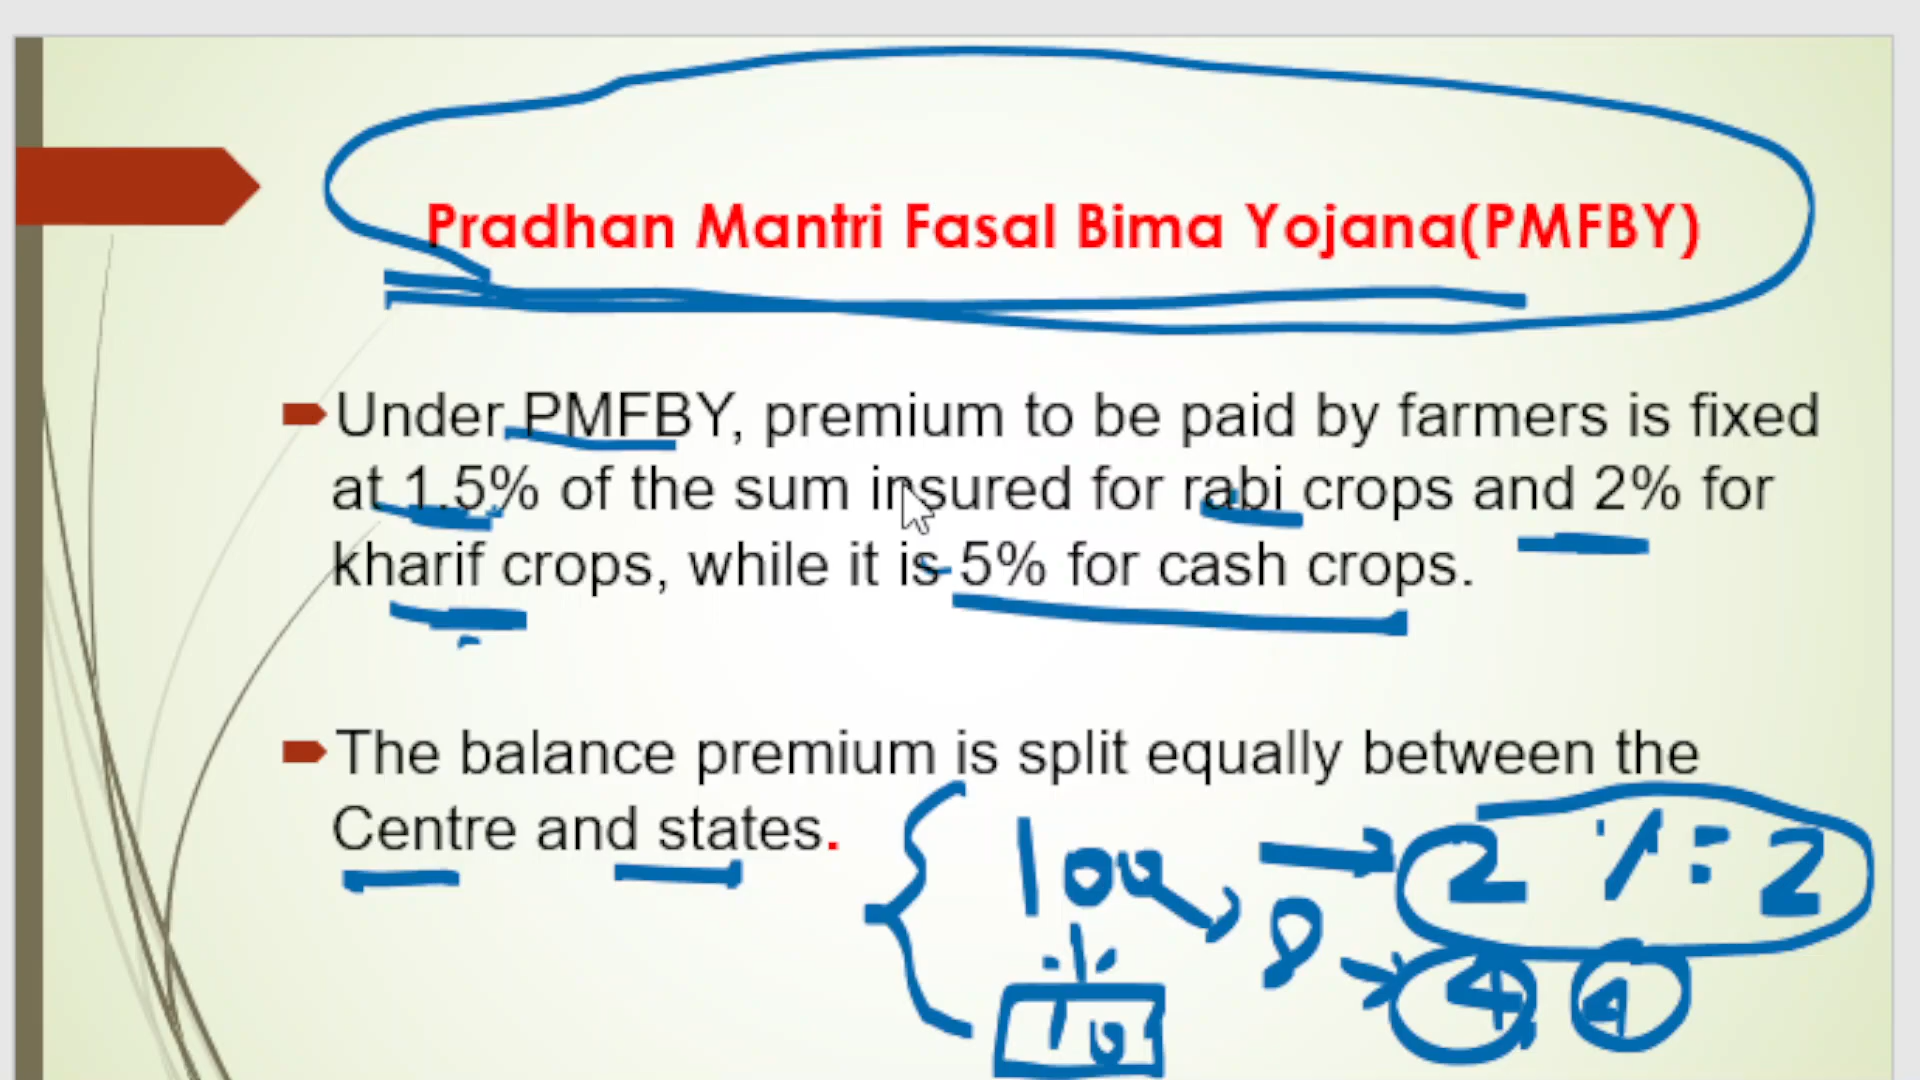 Pradhan Mantri Fasal Bima Yojana(PMFBY)
Under PMFBY, premium to be paid by farmers is fixed
at 1.5% of the sum insured for rabi crops and 2% for
kharif crops, while it is 5% for cash crops.
The balance premium is split equally between the
Centre and states.
100 2 % = 2
8
4 4
10